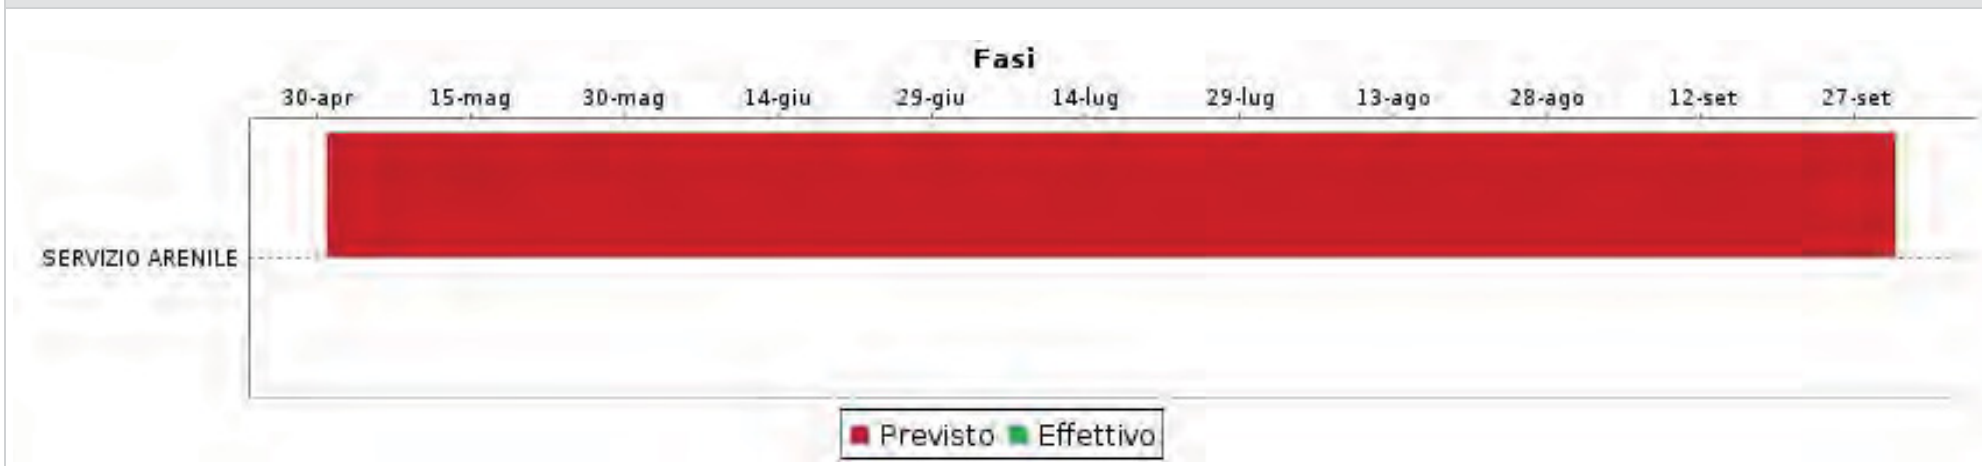 Fasi
30-apr 15-mag 30-mag 14-giu 29-giu 14-lug 29-lug 13-ago 28-ago 12-set 27-set
SERVIZIO ARENILE
Previsto Effettivo